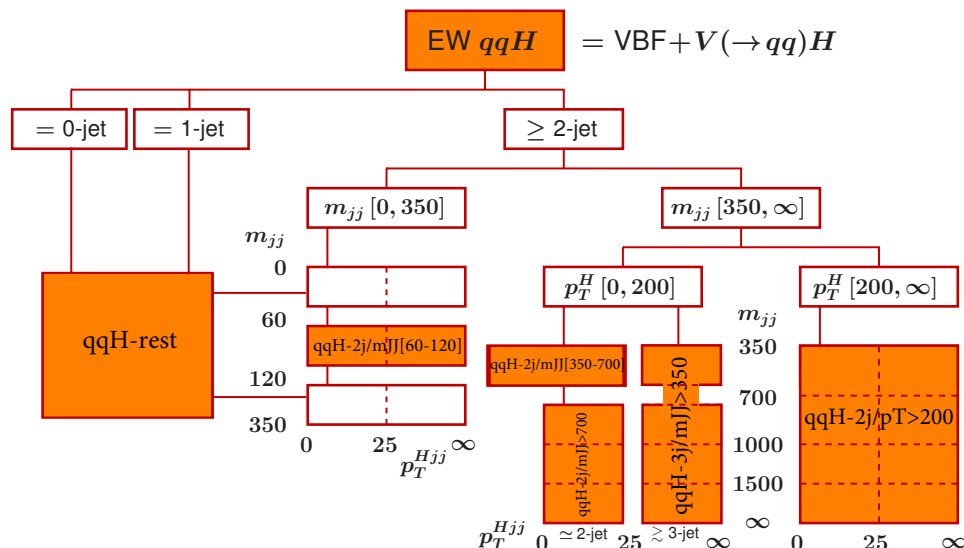 EW qqH = VBF+V(→qq)H
= 0-jet = 1-jet ≥ 2-jet
m_jj [0, 350] m_jj [350, ∞]
m_jj
0
60
120
350
0 25 ∞
p_T^Hjj
qqH-rest
qqH-2j/mJJ[60-120]
p_T^H [0, 200] p_T^H [200, ∞]
qqH-2j/mJJ[350-700]
qqH-2j/mJJ>700
qqH-3j/mJJ>350
m_jj
350
700
1000
1500
∞
qqH-2j/pT>200
p_T^Hjj 0 ≃ 2-jet 25 ≳ 3-jet ∞ 0 25 ∞